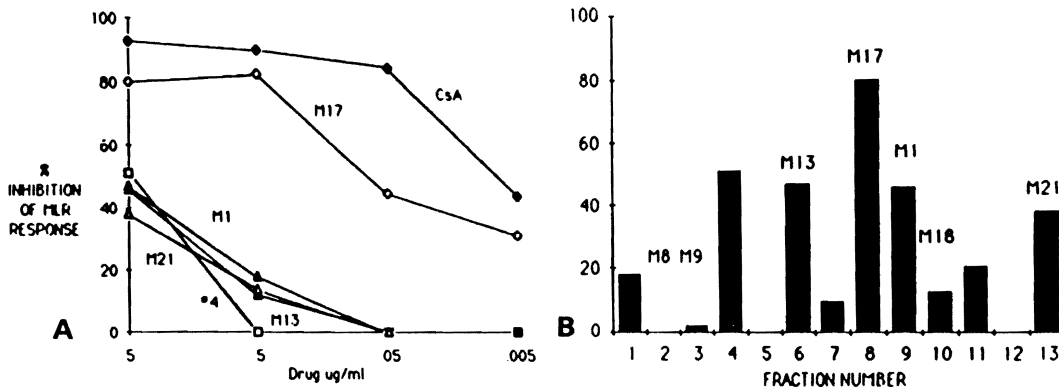 100
80
60
40
20
0
%
INHIBITION
OF MLR
RESPONSE
CsA
M17
M1
M21
#4
M13
A
5
5
05
.005
Drug ug/ml
100
80
60
40
20
0
M17
M13
M1
M21
M8 M9
M18
B
1 2 3 4 5 6 7 8 9 10 11 12 13
FRACTION NUMBER